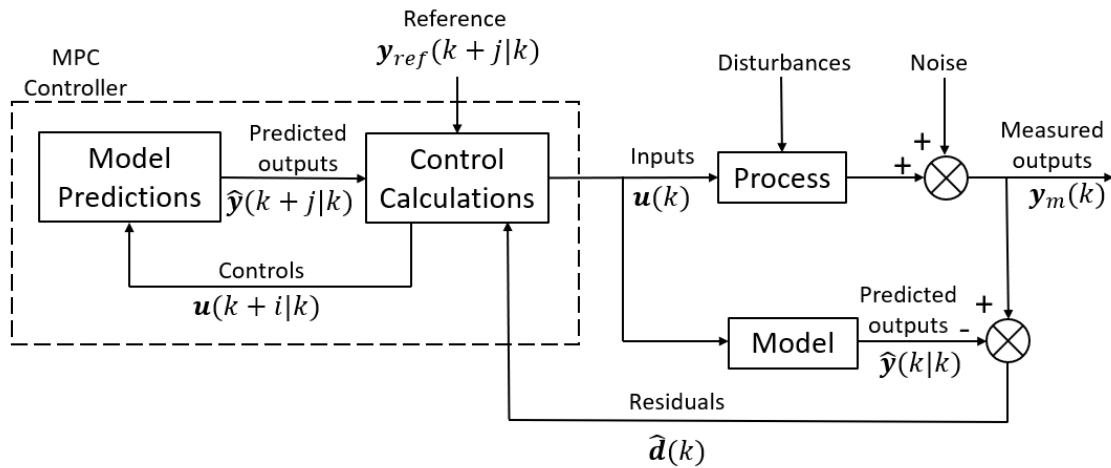 Reference
𝒚_ref(k + j|k)
MPC
Controller
Disturbances
Noise
Model
Predictions
Predicted
outputs
ŷ(k + j|k)
Control
Calculations
Inputs
u(k)
Process
+
+
Measured
outputs
y_m(k)
Controls
u(k + i|k)
Model
Predicted
outputs
ŷ(k|k)
+
-
Residuals
d̂(k)